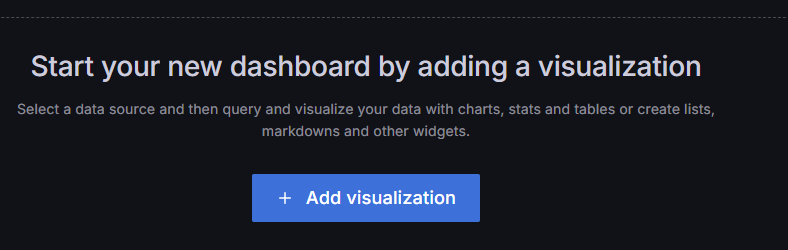 Start your new dashboard by adding a visualization
Select a data source and then query and visualize your data with charts, stats and tables or create lists,
markdowns and other widgets.
+ Add visualization